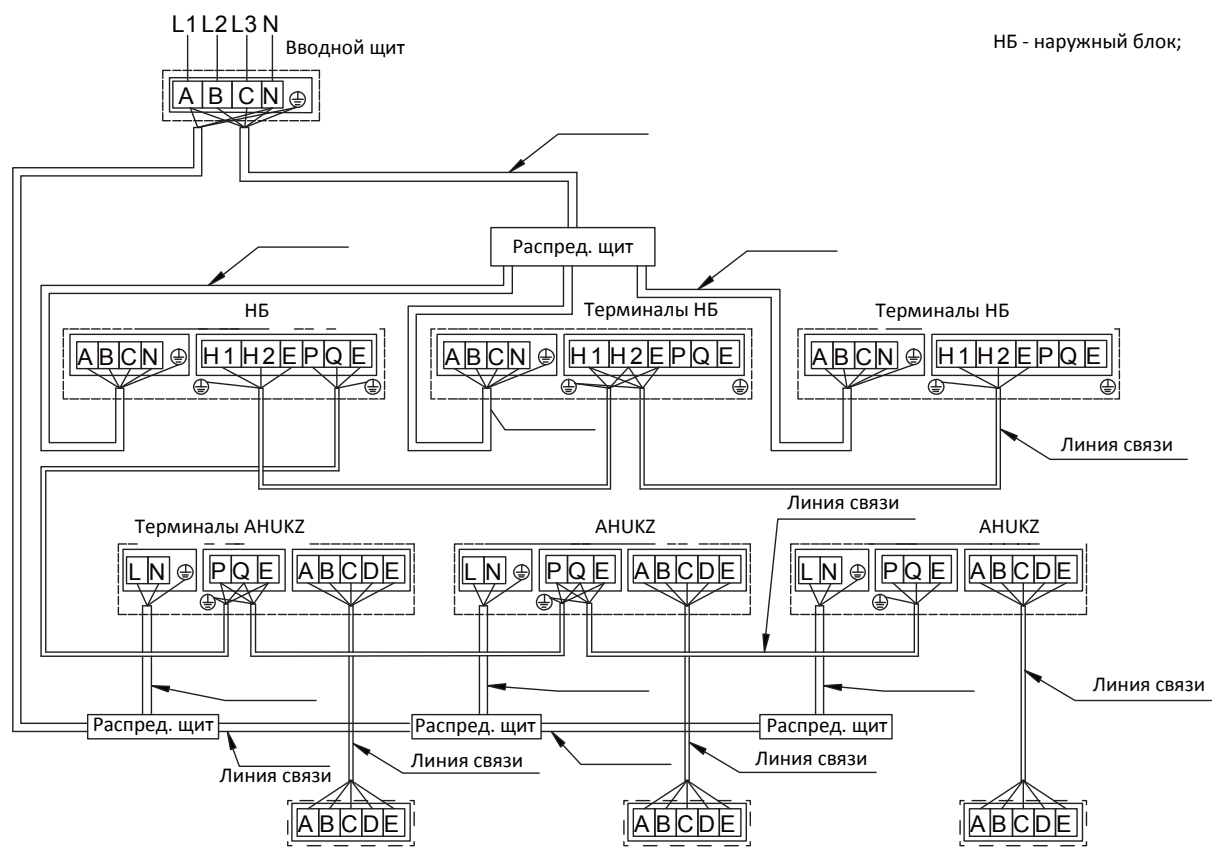 L1 L2 L3 N
Вводной щит
НБ - наружный блок;
A B C N
Распред. щит
НБ
Терминалы НБ
Терминалы НБ
A B C N
H1 H2 E P Q E
A B C N
H1 H2 E P Q E
A B C N
H1 H2 E P Q E
Линия связи
Линия связи
Терминалы AHUKZ
AHUKZ
AHUKZ
L N
P Q E
A B C D E
L N
P Q E
A B C D E
L N
P Q E
A B C D E
Линия связи
Распред. щит
Распред. щит
Распред. щит
Линия связи
Линия связи
Линия связи
A B C D E
A B C D E
A B C D E